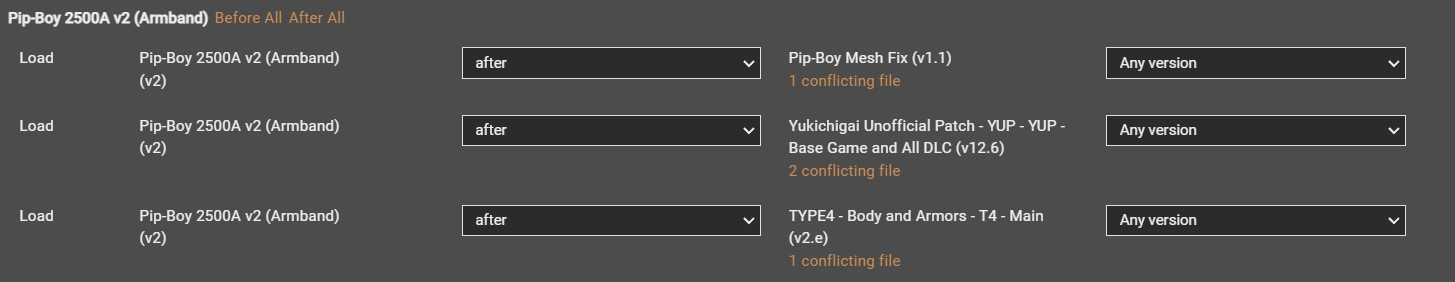 Pip-Boy 2500A v2 (Armband) Before All After All
Load Pip-Boy 2500A v2 (Armband) after Pip-Boy Mesh Fix (v1.1) Any version
(v2) 1 conflicting file
Load Pip-Boy 2500A v2 (Armband) after Yukichigai Unofficial Patch - YUP - YUP - Any version
(v2) Base Game and All DLC (v12.6)
2 conflicting file
Load Pip-Boy 2500A v2 (Armband) after TYPE4 - Body and Armors - T4 - Main Any version
(v2) (v2.e)
1 conflicting file